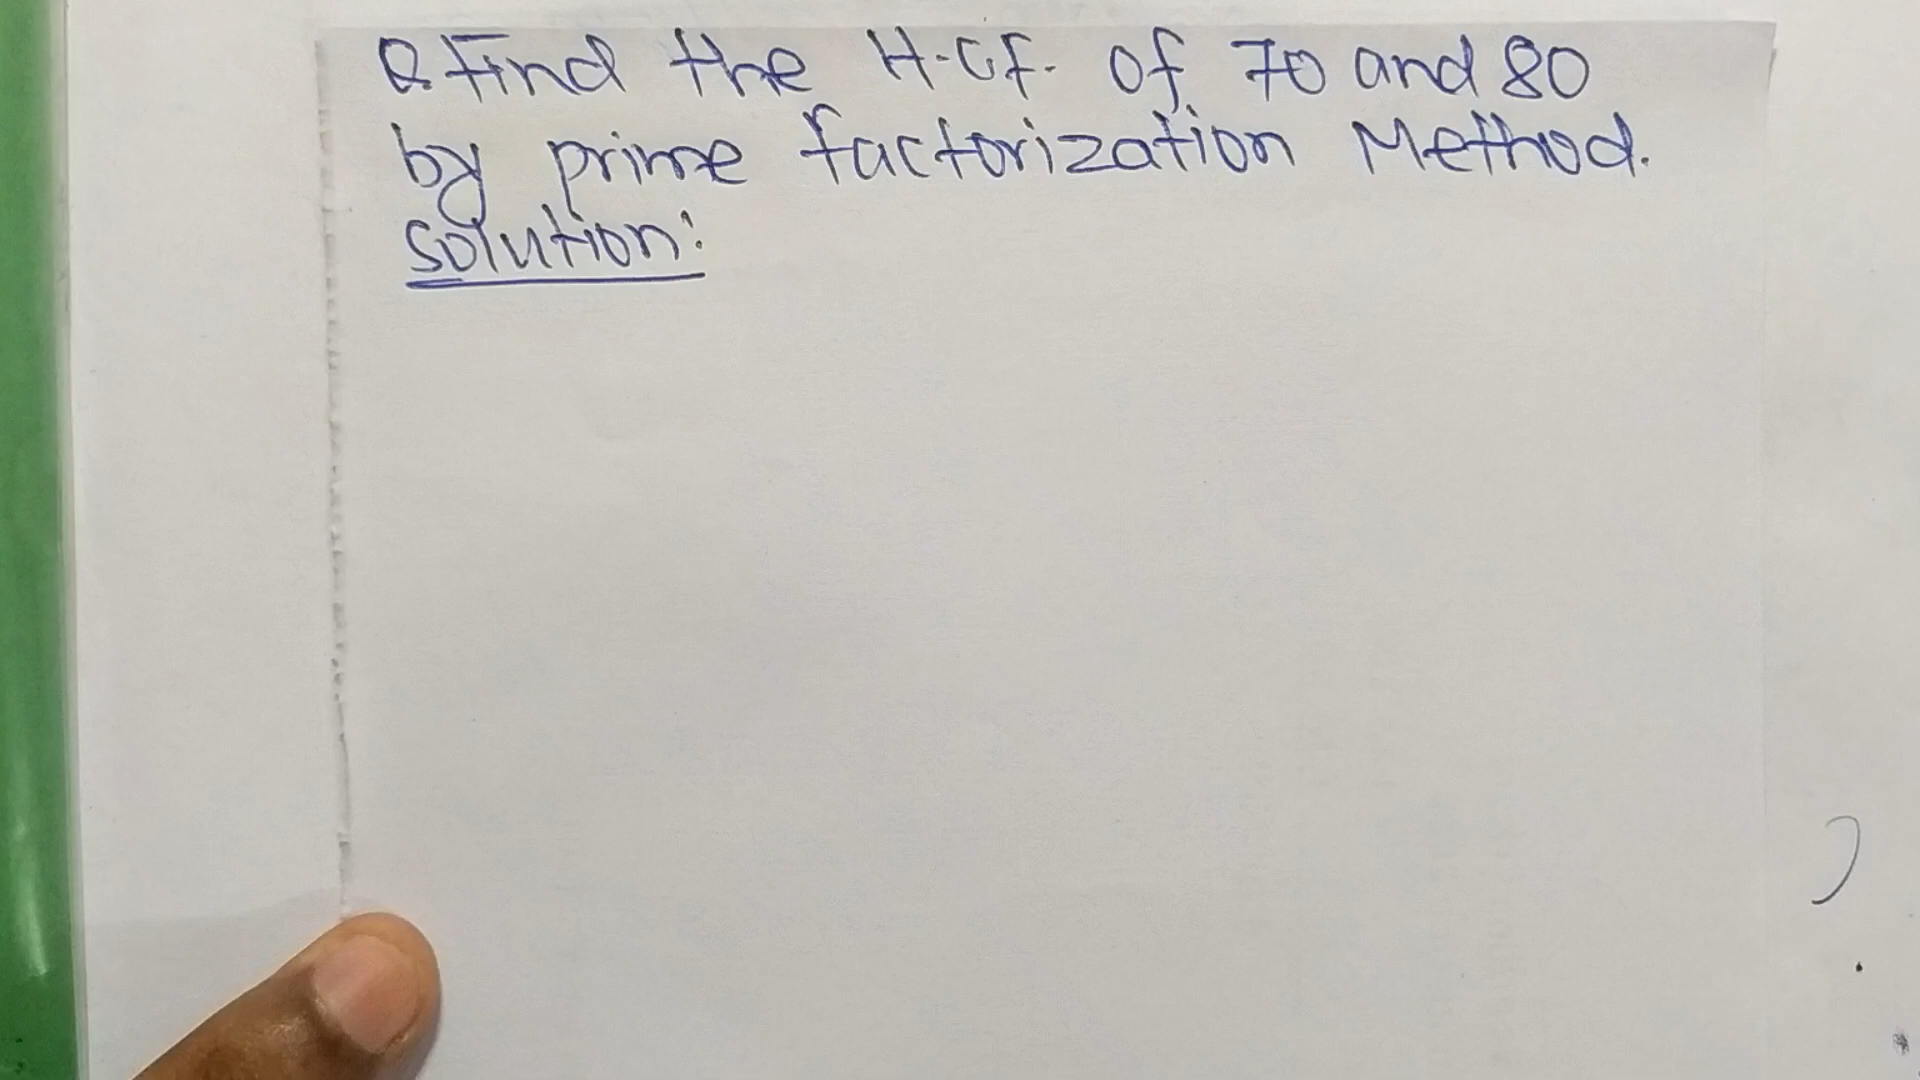 Q. Find the H.C.F. of 70 and 80
by prime factorization Method.
Solution: